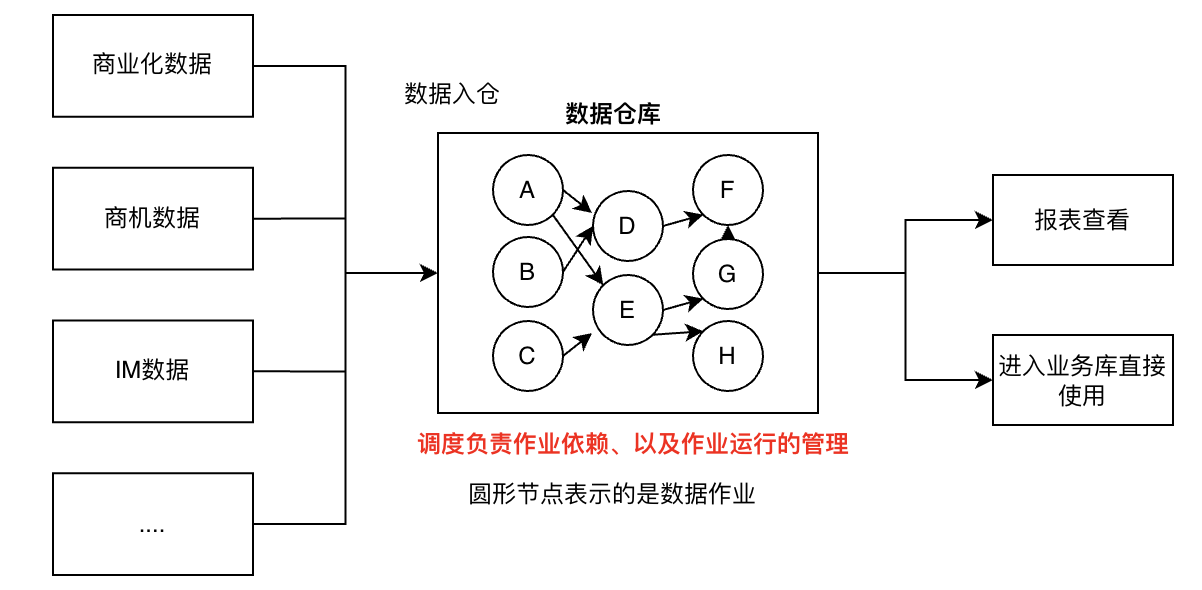 商业化数据
商机数据
IM数据
....
数据入仓
数据仓库
A
B
C
D
E
F
G
H
调度负责作业依赖、以及作业运行的管理
圆形节点表示的是数据作业
报表查看
进入业务库直接
使用